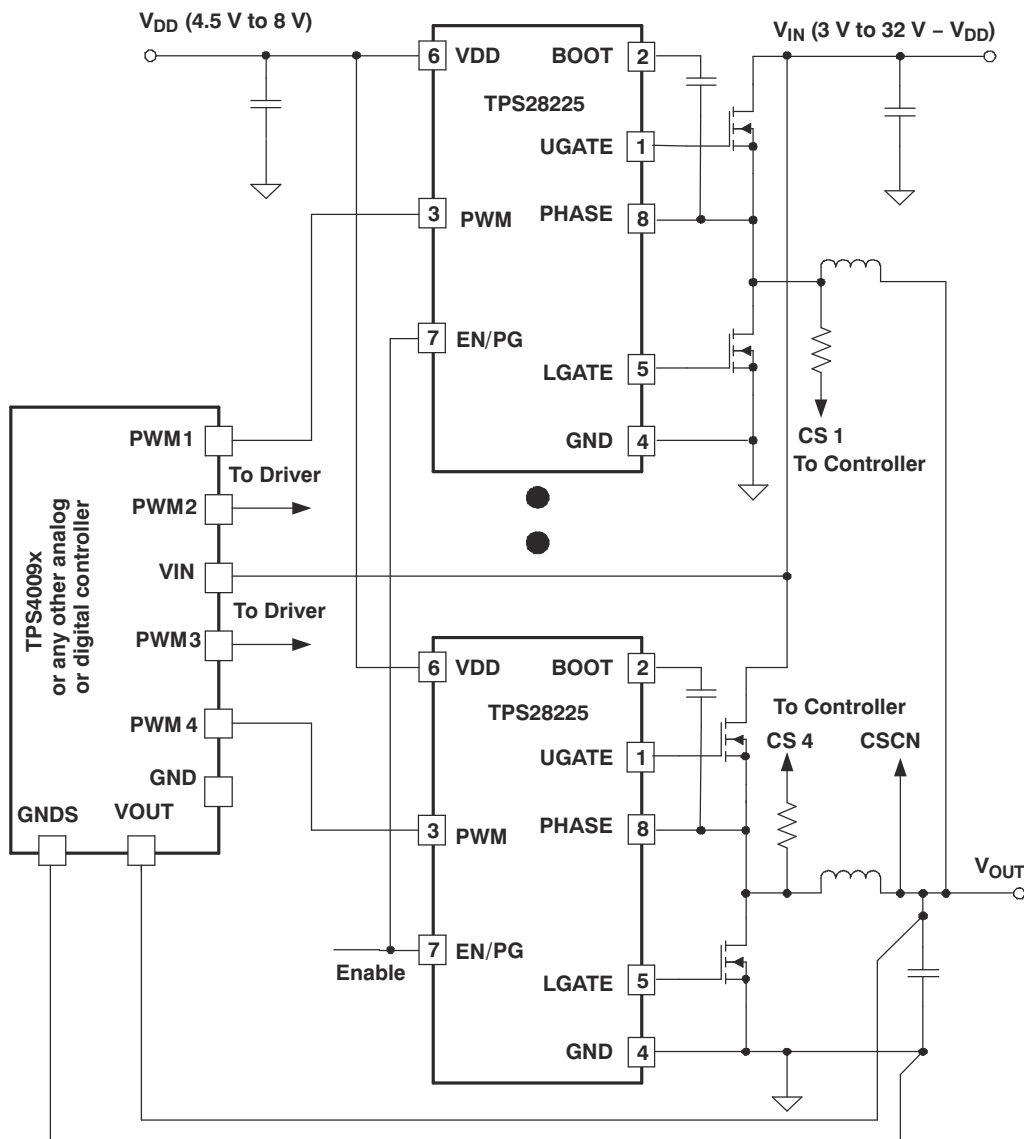 VDD (4.5 V to 8 V)
VIN (3 V to 32 V – VDD)
6 VDD
BOOT 2
TPS28225
UGATE 1
3 PWM
PHASE 8
7 EN/PG
LGATE 5
GND 4
CS 1
To Controller
TPS4009x
or any other analog
or digital controller
PWM1
PWM2
To Driver
VIN
PWM3
To Driver
PWM4
GND
GNDS
VOUT
6 VDD
BOOT 2
TPS28225
UGATE 1
3 PWM
PHASE 8
7 EN/PG
Enable
LGATE 5
GND 4
To Controller
CS 4
CSCN
VOUT